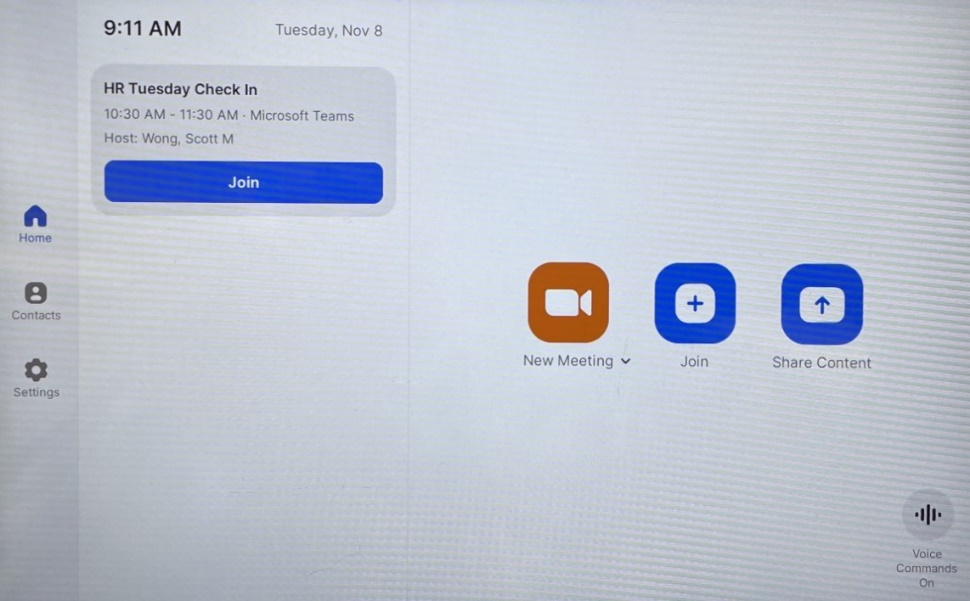 9:11 AM
Tuesday, Nov 8
HR Tuesday Check In
10:30 AM - 11:30 AM · Microsoft Teams
Host: Wong, Scott M
Join
Home
Contacts
Settings
New Meeting
Join
Share Content
Voice
Commands
On